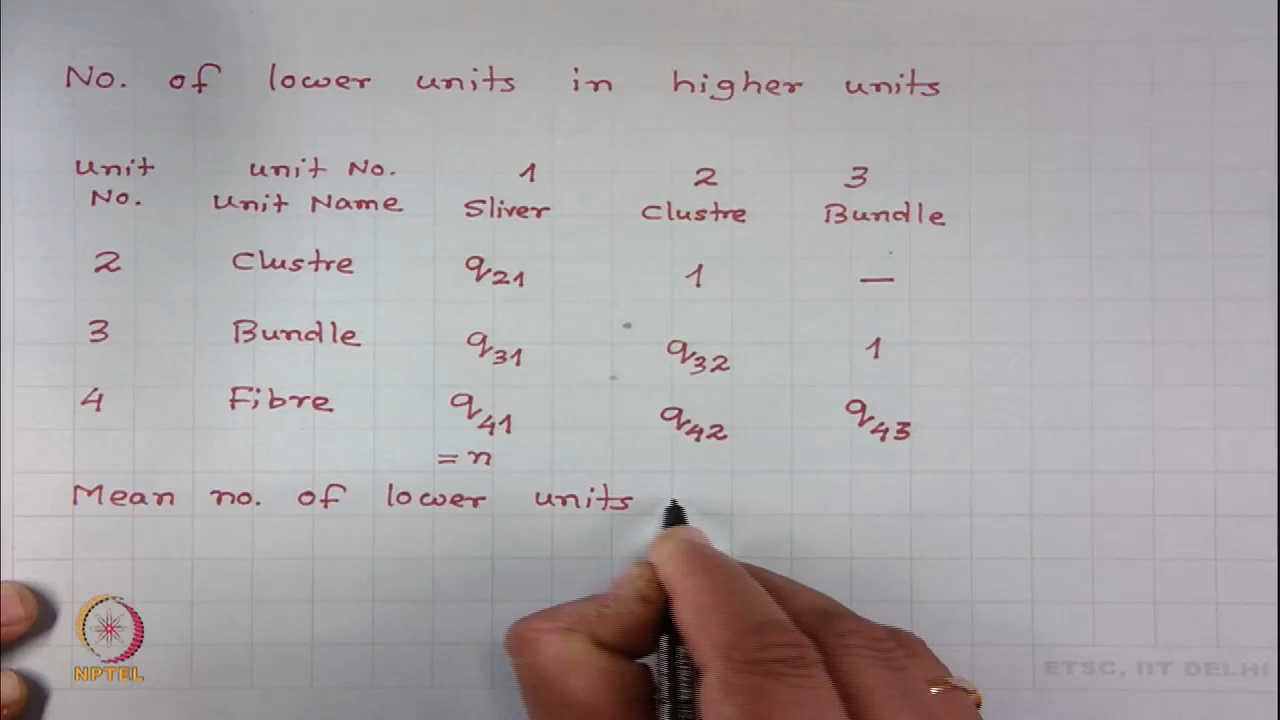 No. of lower units in higher units
Unit unit No. 1 2 3
No. Unit Name Sliver Clustre Bundle
2 Clustre q21 1 —
3 Bundle q31 q32 1
4 Fibre q41 q42 q43
= n
Mean no. of lower units
NPTEL
ETSC, IIT DELHI